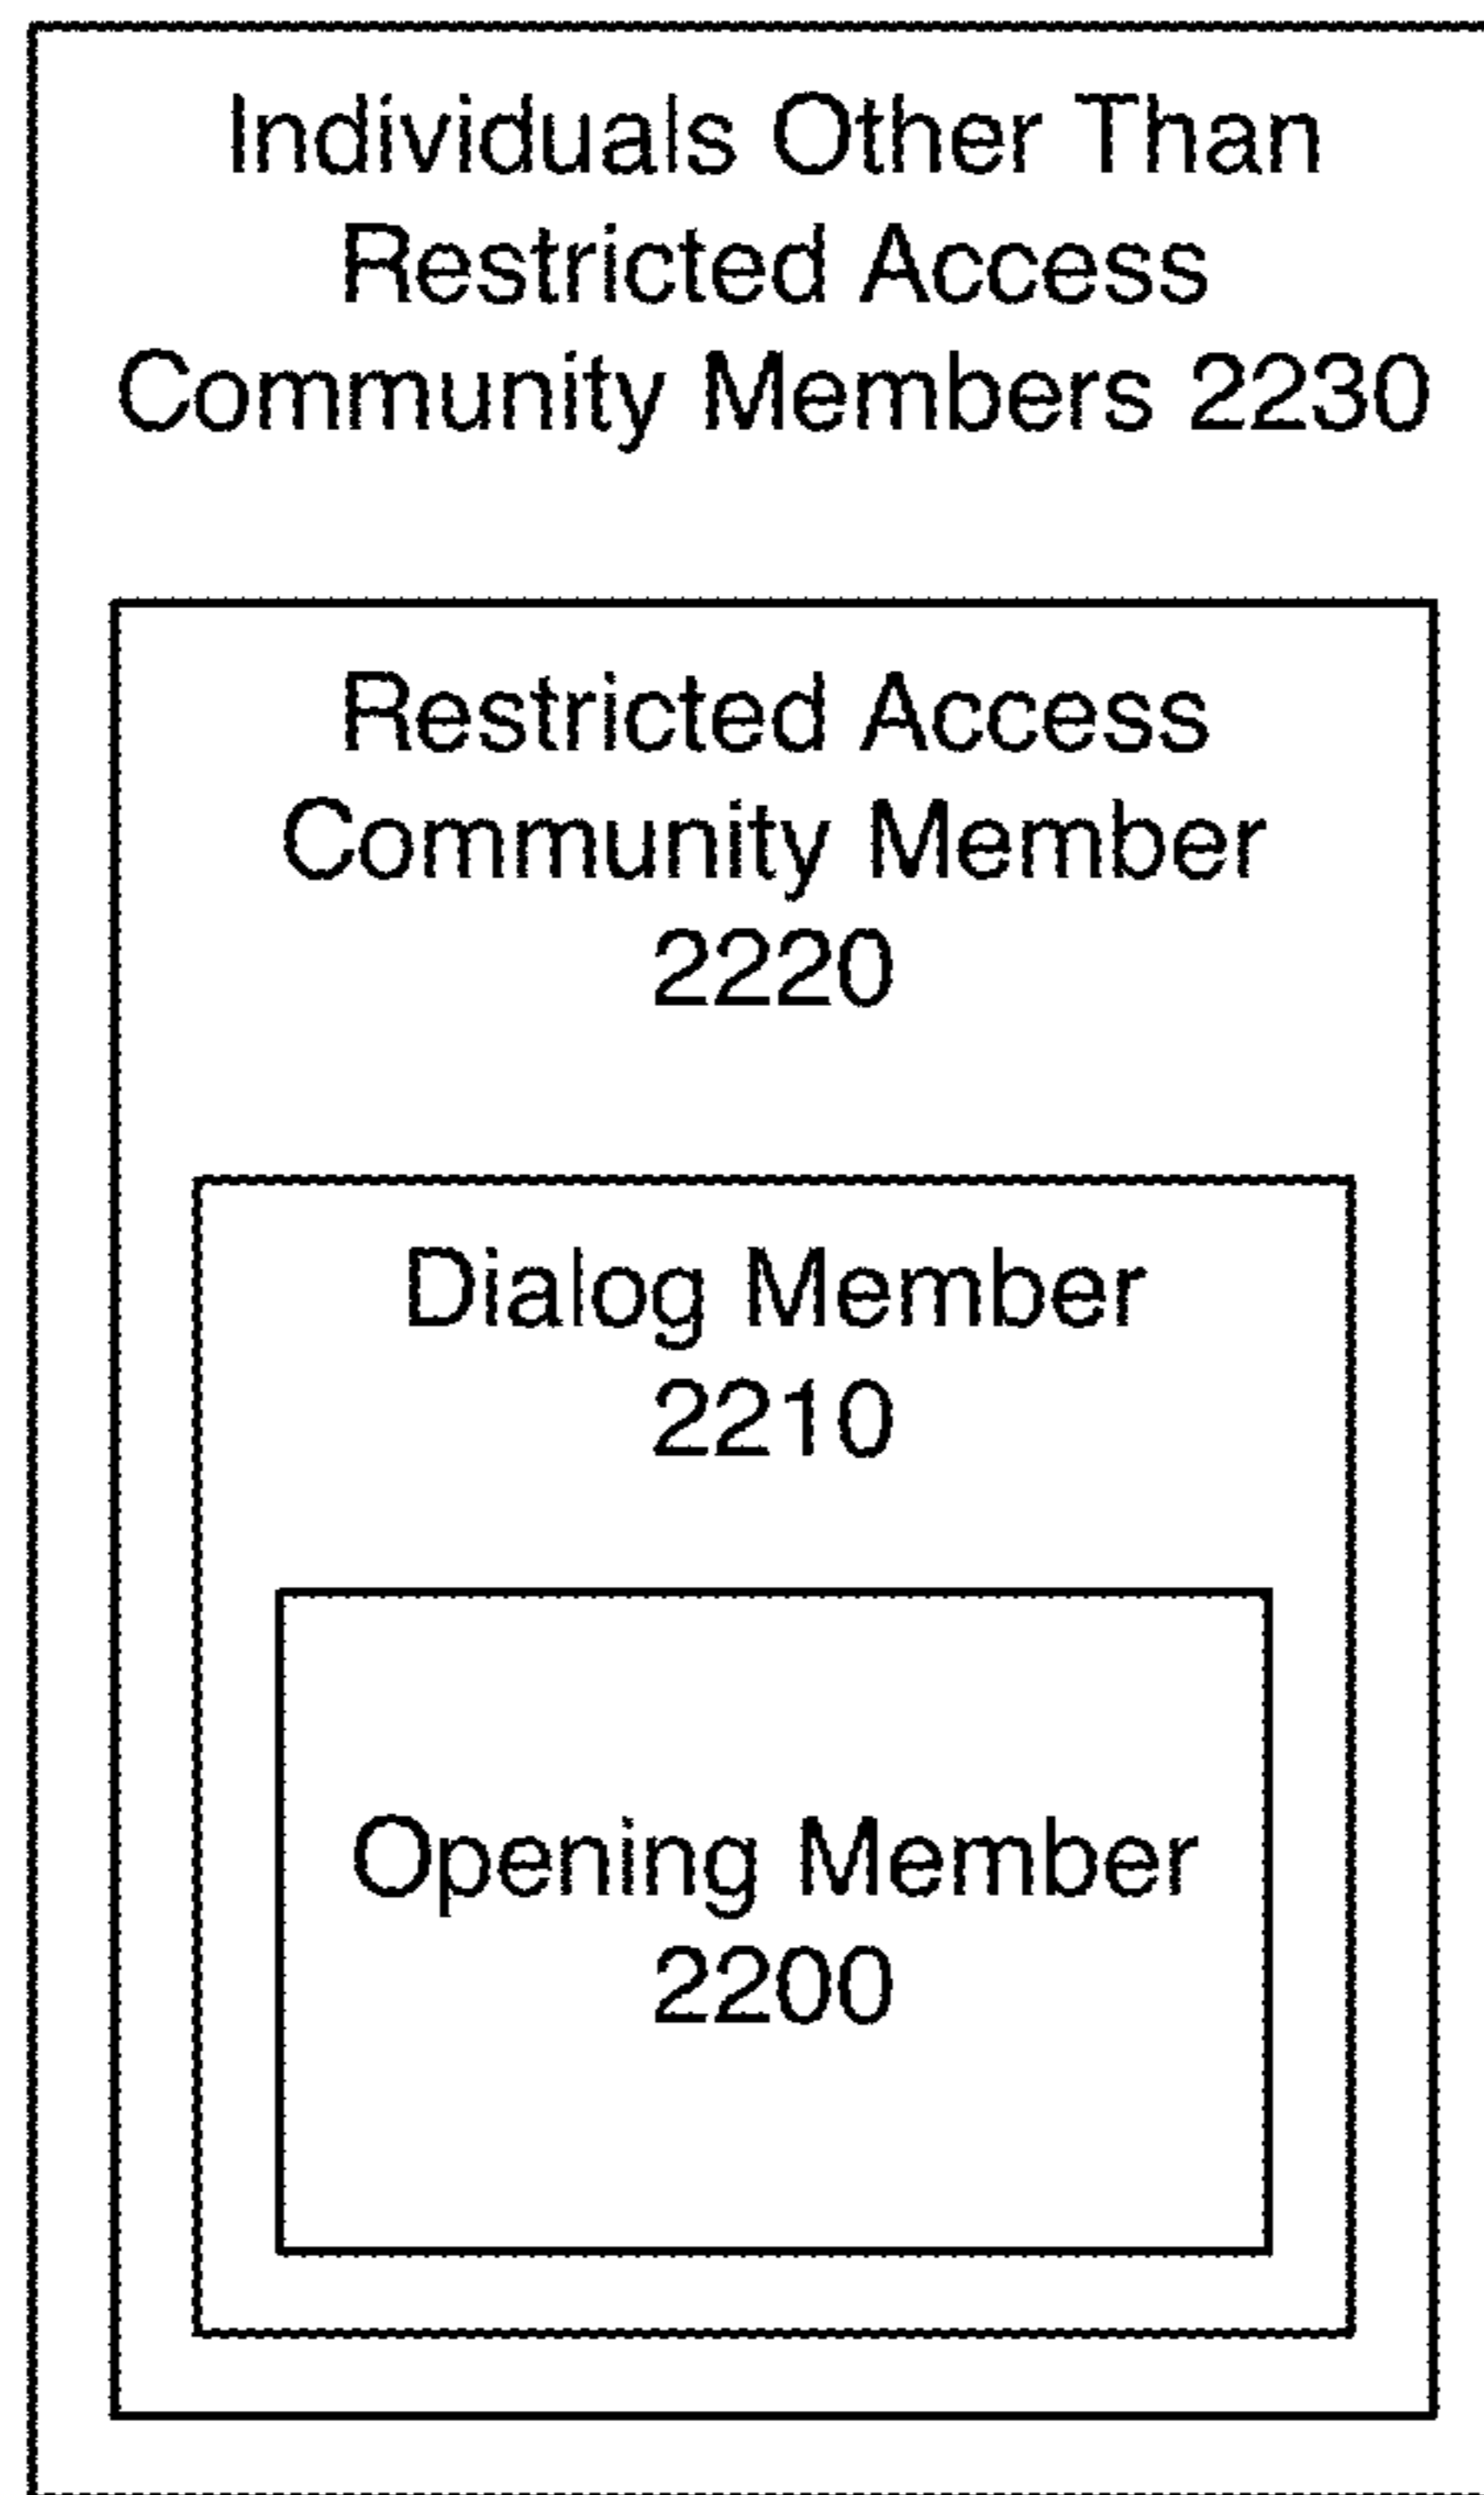 Individuals Other Than
Restricted Access
Community Members 2230
Restricted Access
Community Member
2220
Dialog Member
2210
Opening Member
2200